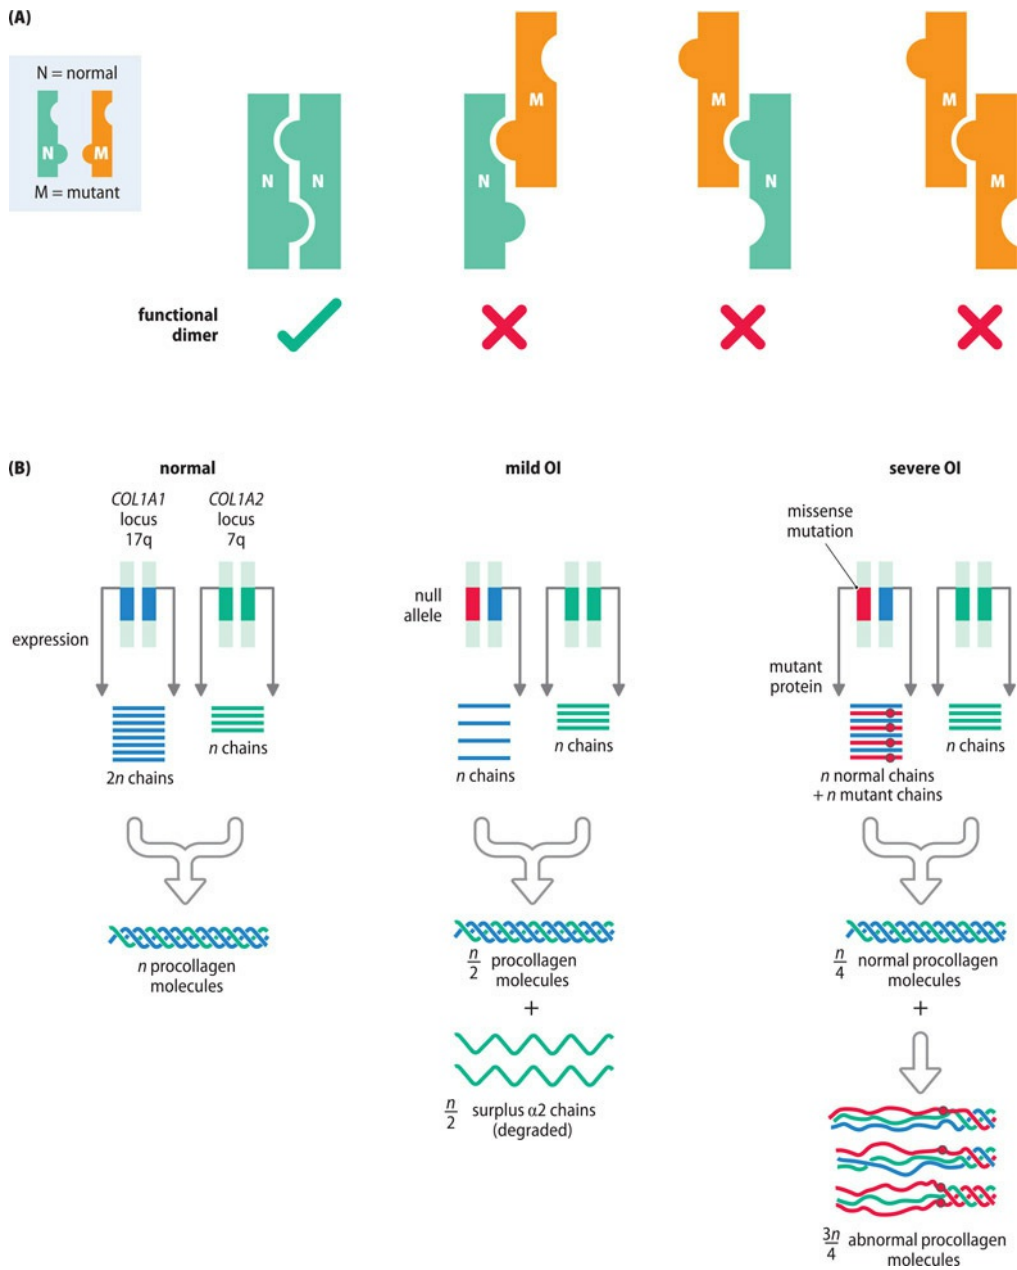 (A)
N = normal
N
M
M = mutant
N
N
N
M
M
N
M
M
functional
dimer
(B)
normal
COL1A1
locus
17q
COL1A2
locus
7q
expression
2n chains
n chains
n procollagen
molecules
mild OI
null
allele
n chains
n chains
n/2 procollagen
molecules
+
n/2 surplus α2 chains
(degraded)
severe OI
missense
mutation
mutant
protein
n normal chains
+ n mutant chains
n chains
n/4 normal procollagen
molecules
+
3n/4 abnormal procollagen
molecules